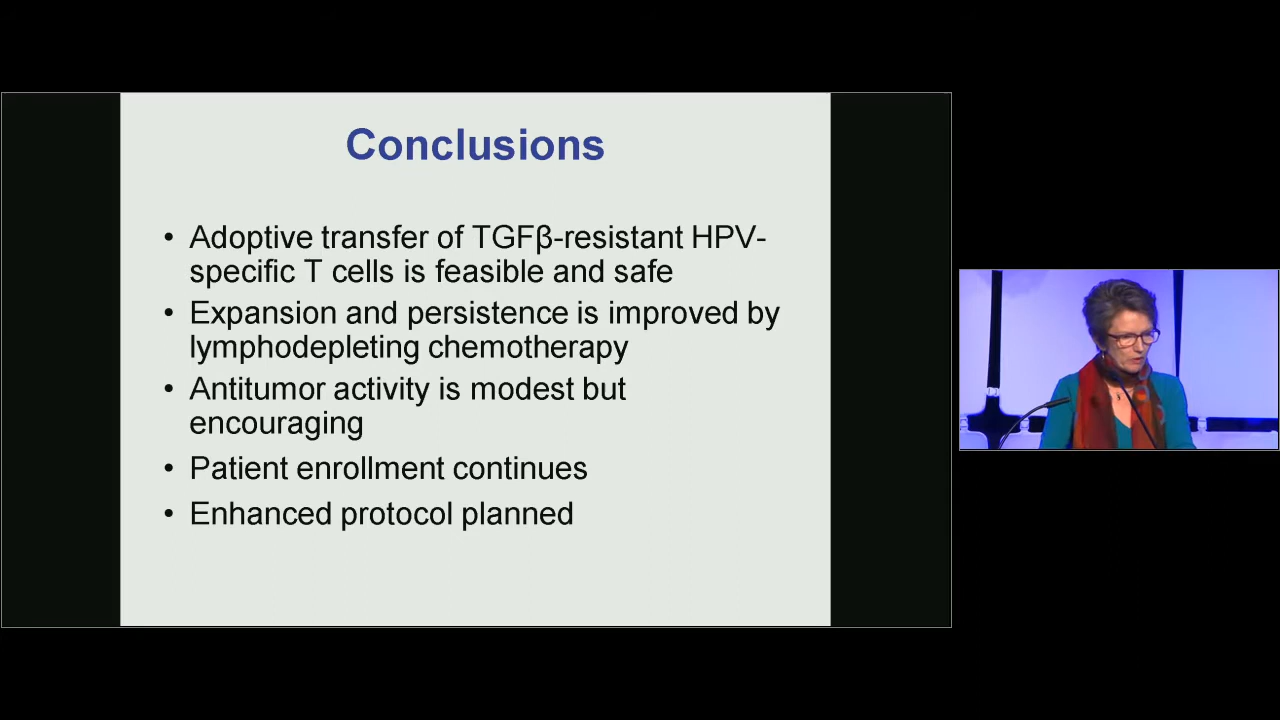 Conclusions
• Adoptive transfer of TGFβ-resistant HPV-
specific T cells is feasible and safe
• Expansion and persistence is improved by
lymphodepleting chemotherapy
• Antitumor activity is modest but
encouraging
• Patient enrollment continues
• Enhanced protocol planned